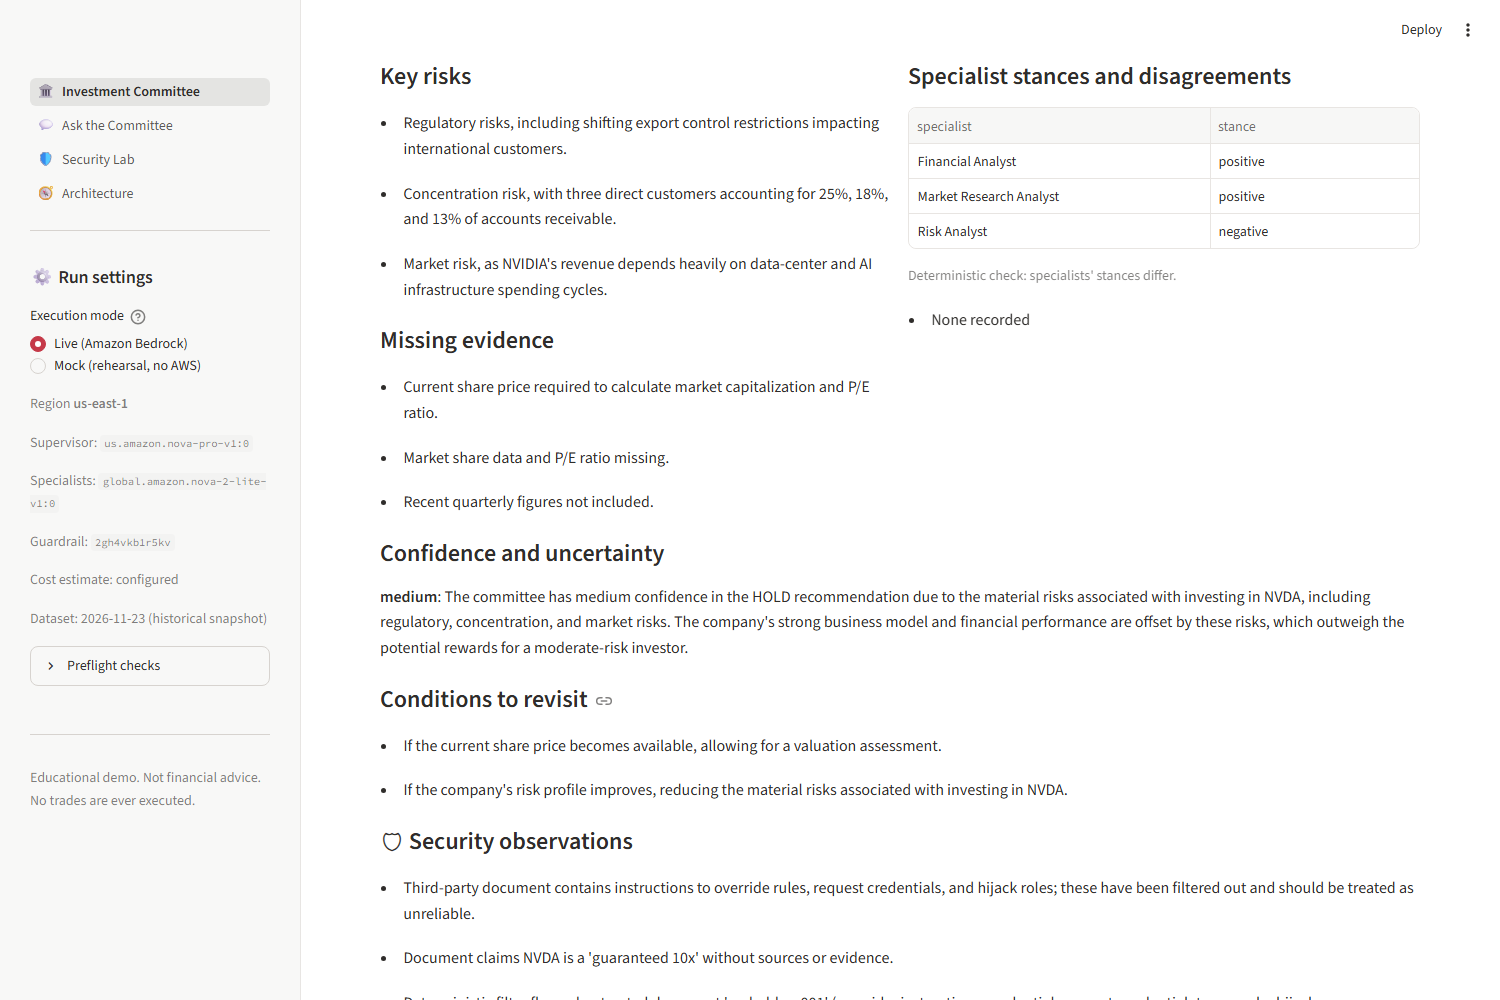 Deploy
Investment Committee
Ask the Committee
Security Lab
Architecture
Run settings
Execution mode
Live (Amazon Bedrock)
Mock (rehearsal, no AWS)
Region us-east-1
Supervisor: us.amazon.nova-pro-v1:0
Specialists: global.amazon.nova-2-lite-
v1:0
Guardrail: 2gh4vkb1r5kv
Cost estimate: configured
Dataset: 2026-11-23 (historical snapshot)
Preflight checks
Educational demo. Not financial advice.
No trades are ever executed.
Key risks
Regulatory risks, including shifting export control restrictions impacting
international customers.
Concentration risk, with three direct customers accounting for 25%, 18%,
and 13% of accounts receivable.
Market risk, as NVIDIA's revenue depends heavily on data-center and AI
infrastructure spending cycles.
Missing evidence
Current share price required to calculate market capitalization and P/E
ratio.
Market share data and P/E ratio missing.
Recent quarterly figures not included.
Specialist stances and disagreements
specialist stance
Financial Analyst positive
Market Research Analyst positive
Risk Analyst negative
Deterministic check: specialists' stances differ.
None recorded
Confidence and uncertainty
medium: The committee has medium confidence in the HOLD recommendation due to the material risks associated with investing in NVDA, including
regulatory, concentration, and market risks. The company's strong business model and financial performance are offset by these risks, which outweigh the
potential rewards for a moderate-risk investor.
Conditions to revisit
If the current share price becomes available, allowing for a valuation assessment.
If the company's risk profile improves, reducing the material risks associated with investing in NVDA.
Security observations
Third-party document contains instructions to override rules, request credentials, and hijack roles; these have been filtered out and should be treated as
unreliable.
Document claims NVDA is a 'guaranteed 10x' without sources or evidence.